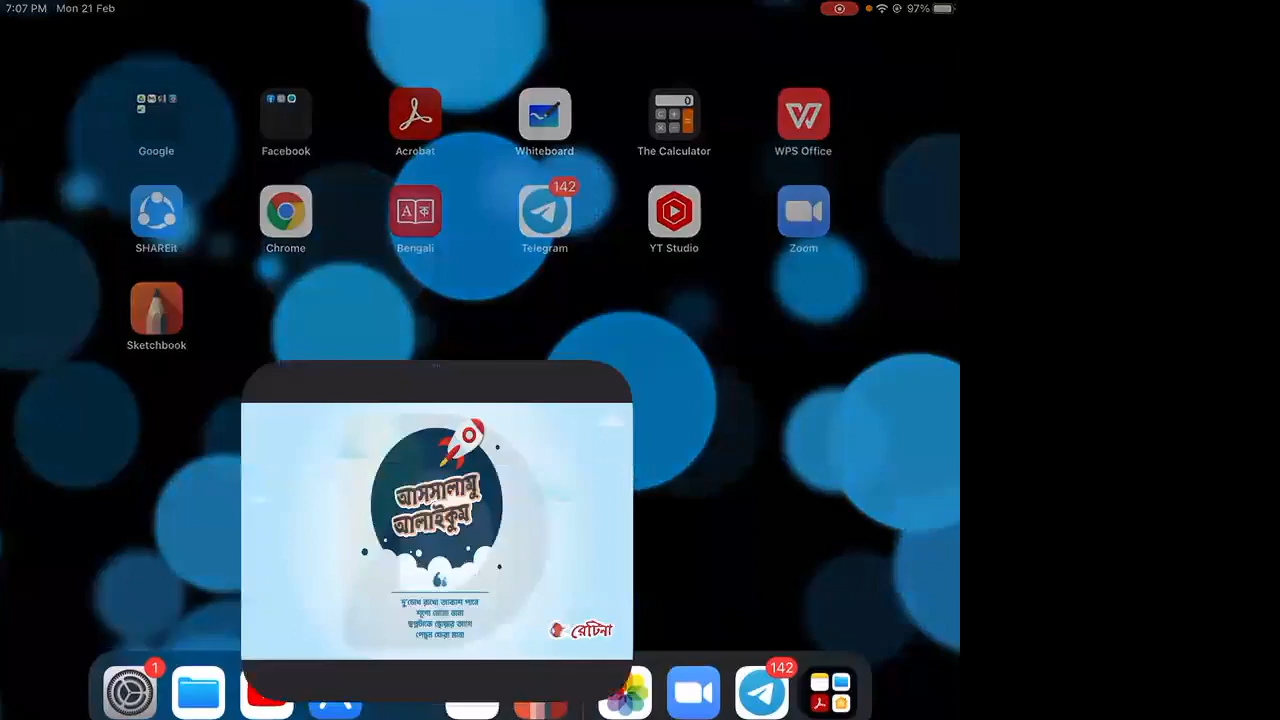 7:07 PM Mon 21 Feb 97%
Google Facebook Acrobat Whiteboard The Calculator WPS Office
142
SHAREit Chrome Bengali Telegram YT Studio Zoom
Sketchbook
আসসালামু
আলাইকুম
দু'চোখ রাখো আকাশ পানে
রেটিনা
1 142